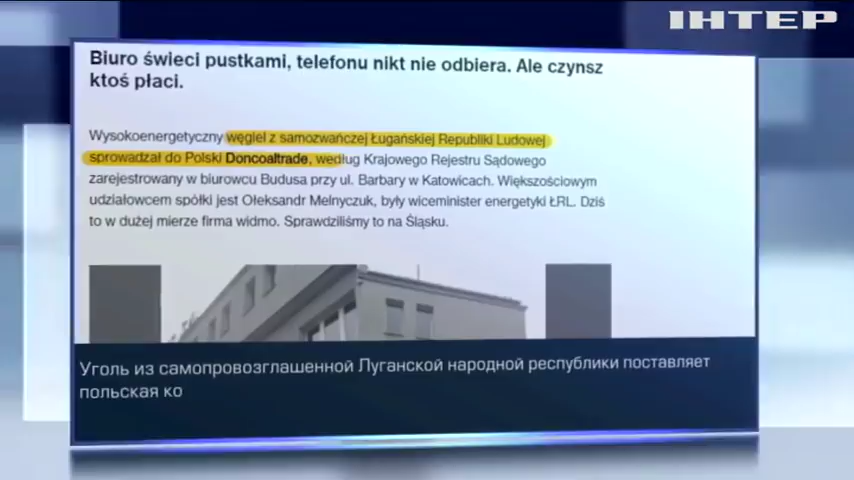 ІНТЕР
Biuro świeci pustkami, telefonu nikt nie odbiera. Ale czynsz
ktoś płaci.
Wysokoenergetyczny węgiel z samozwańczej Ługańskiej Republiki Ludowej
sprowadzał do Polski Doncoaltrade, według Krajowego Rejestru Sądowego
zarejestrowany w biurowcu Budusa przy ul. Barbary w Katowicach. Większościowym
udziałowcem spółki jest Ołeksandr Melnyczuk, były wiceminister energetyki ŁRL. Dziś
to w dużej mierze firma widmo. Sprawdziliśmy to na Śląsku.
Уголь из самопровозглашенной Луганской народной республики поставляет
польская ко